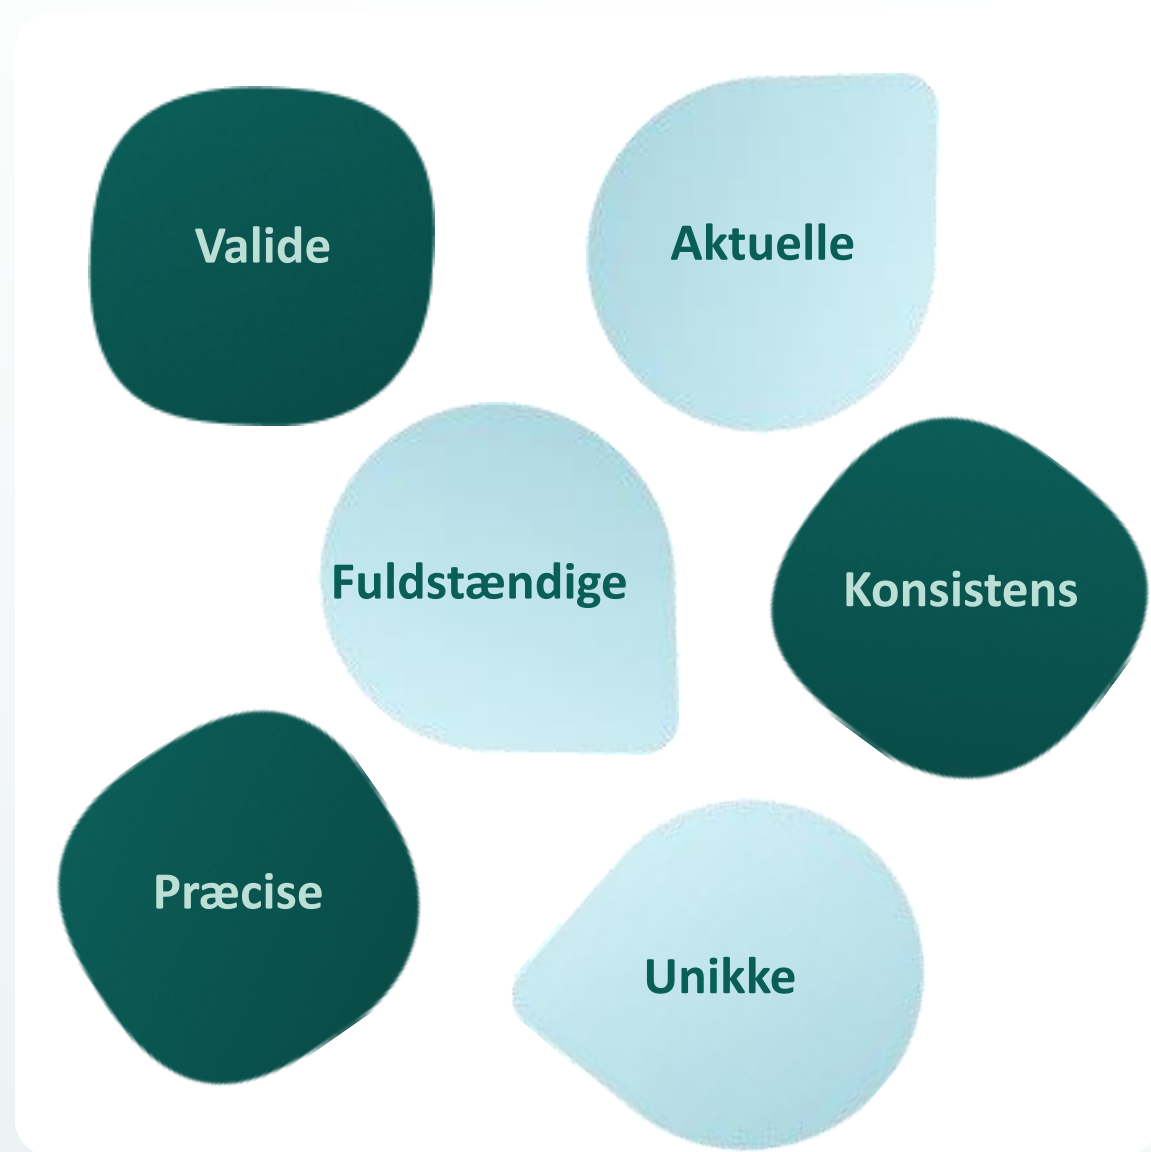 Valide
Aktuelle
Fuldstændige
Konsistens
Præcise
Unikke